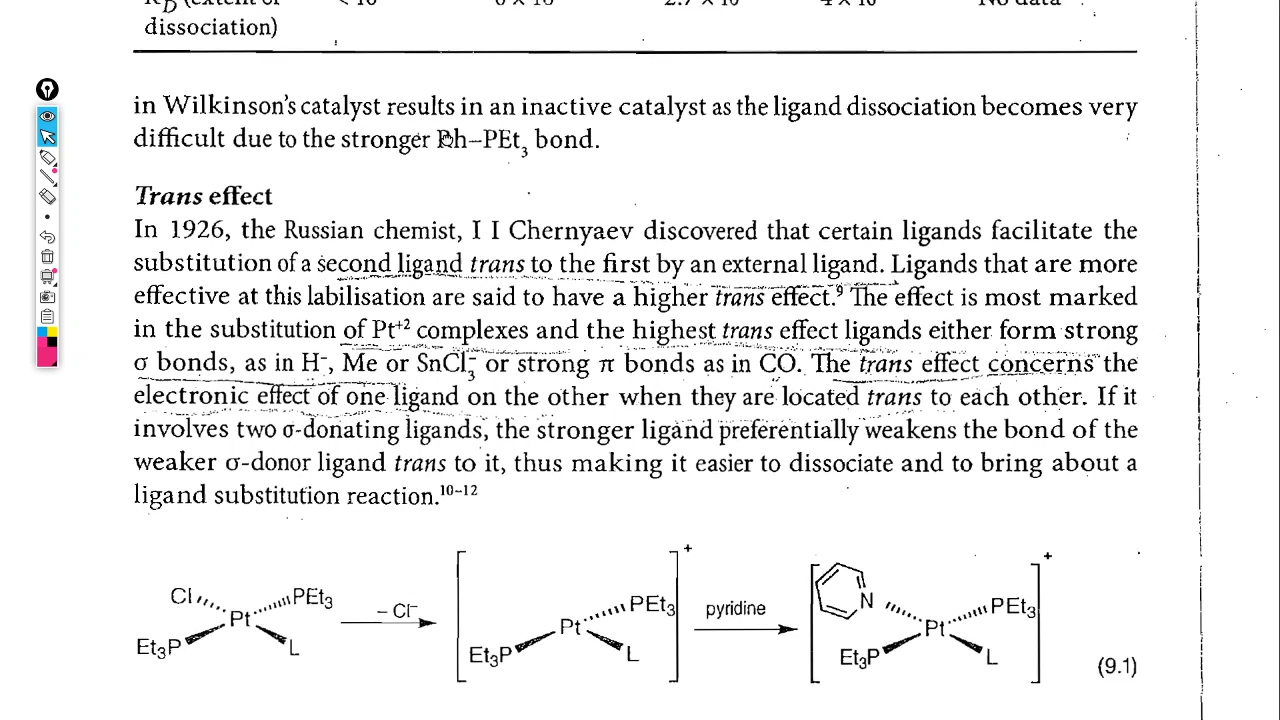 dissociation)
in Wilkinson's catalyst results in an inactive catalyst as the ligand dissociation becomes very
difficult due to the stronger Rh–PEt3 bond.
Trans effect
In 1926, the Russian chemist, I I Chernyaev discovered that certain ligands facilitate the
substitution of a second ligand trans to the first by an external ligand. Ligands that are more
effective at this labilisation are said to have a higher trans effect.⁹ The effect is most marked
in the substitution of Pt⁺² complexes and the highest trans effect ligands either form strong
σ bonds, as in H⁻, Me or SnCl₃⁻ or strong π bonds as in CO. The trans effect concerns the
electronic effect of one ligand on the other when they are located trans to each other. If it
involves two σ-donating ligands, the stronger ligand preferentially weakens the bond of the
weaker σ-donor ligand trans to it, thus making it easier to dissociate and to bring about a
ligand substitution reaction.¹⁰⁻¹²
Cl PEt₃ Pt Et₃P L
– Cl⁻
PEt₃ Pt Et₃P L +
pyridine
N PEt₃ Pt Et₃P L +
(9.1)